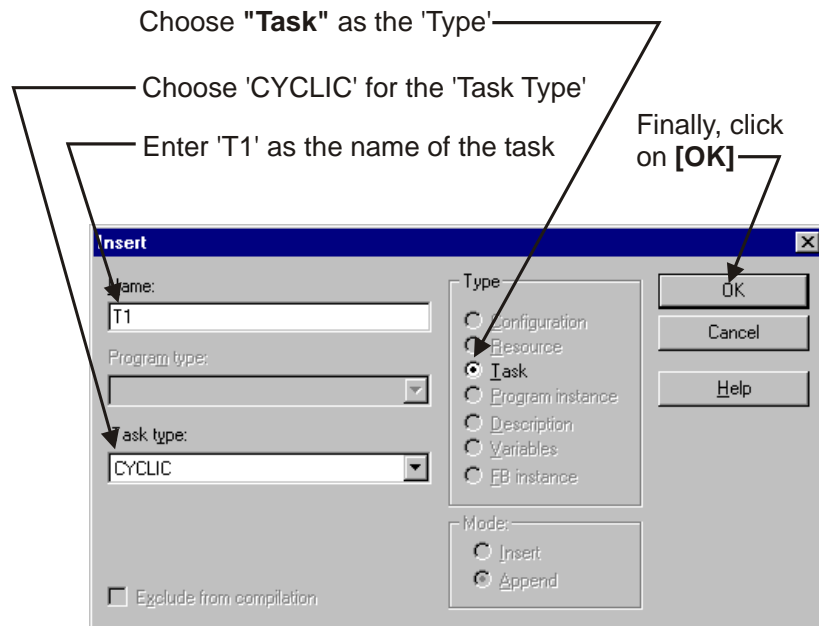 Choose "Task" as the 'Type'
Choose 'CYCLIC' for the 'Task Type'
Enter 'T1' as the name of the task
Finally, click
on [OK]
Insert
Name:
T1
Program type:
Task type:
CYCLIC
Exclude from compilation
Type
Configuration
Resource
Task
Program instance
Description
Variables
FB instance
Mode:
Insert
Append
OK
Cancel
Help